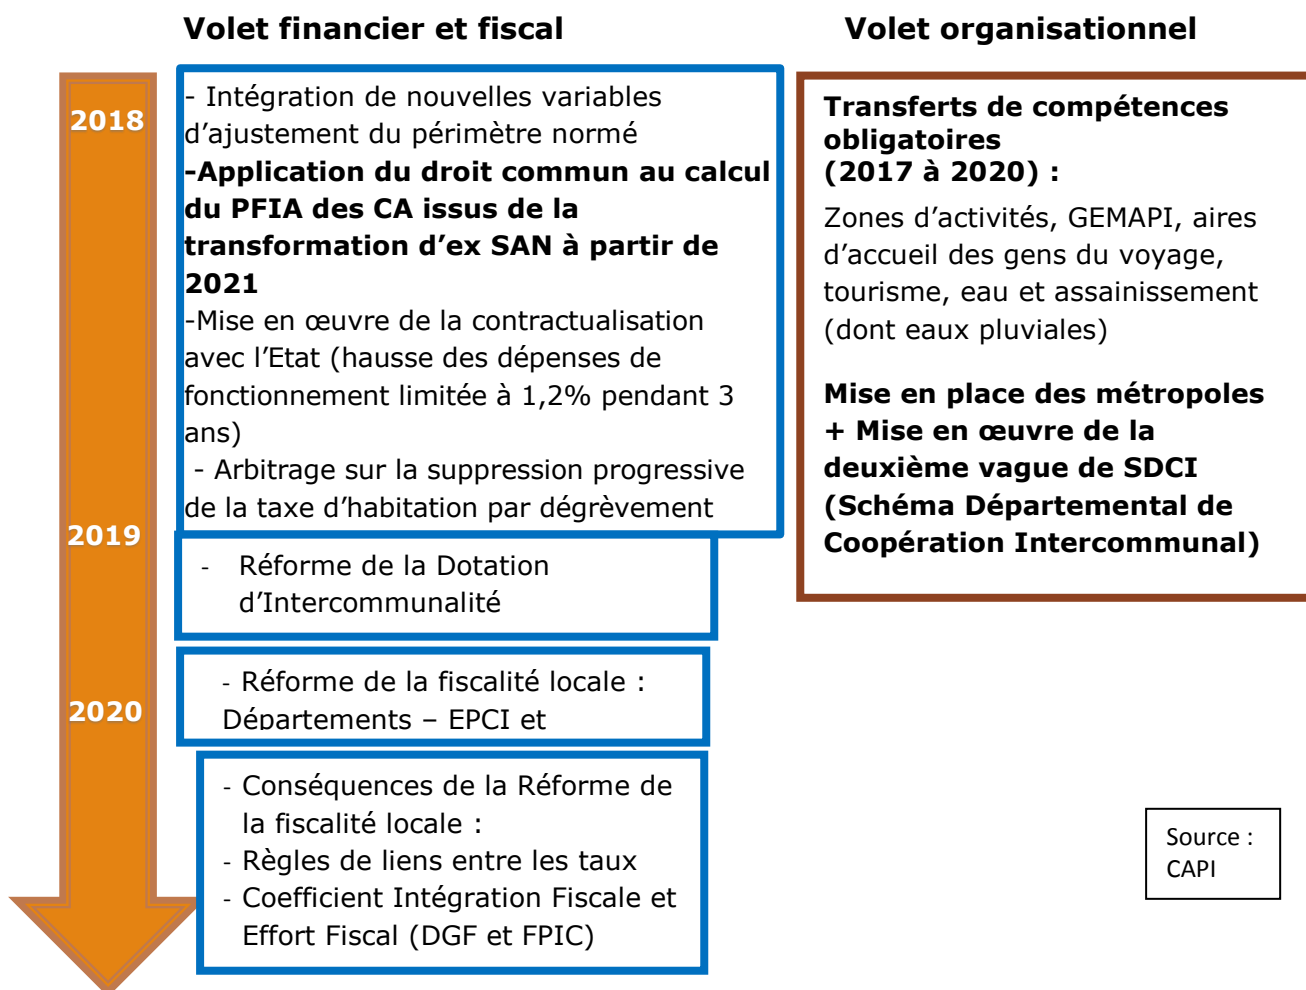 Volet financier et fiscal
Volet organisationnel
2018
- Intégration de nouvelles variables
d’ajustement du périmètre normé
-Application du droit commun au calcul
du PFIA des CA issus de la
transformation d’ex SAN à partir de
2021
-Mise en œuvre de la contractualisation
avec l’Etat (hausse des dépenses de
fonctionnement limitée à 1,2% pendant 3
ans)
- Arbitrage sur la suppression progressive
de la taxe d’habitation par dégrèvement
2019
- Réforme de la Dotation
d’Intercommunalité
2020
- Réforme de la fiscalité locale :
Départements – EPCI et
- Conséquences de la Réforme de
la fiscalité locale :
- Règles de liens entre les taux
- Coefficient Intégration Fiscale et
Effort Fiscal (DGF et FPIC)
Transferts de compétences
obligatoires
(2017 à 2020) :
Zones d’activités, GEMAPI, aires
d’accueil des gens du voyage,
tourisme, eau et assainissement
(dont eaux pluviales)
Mise en place des métropoles
+ Mise en œuvre de la
deuxième vague de SDCI
(Schéma Départemental de
Coopération Intercommunal)
Source :
CAPI